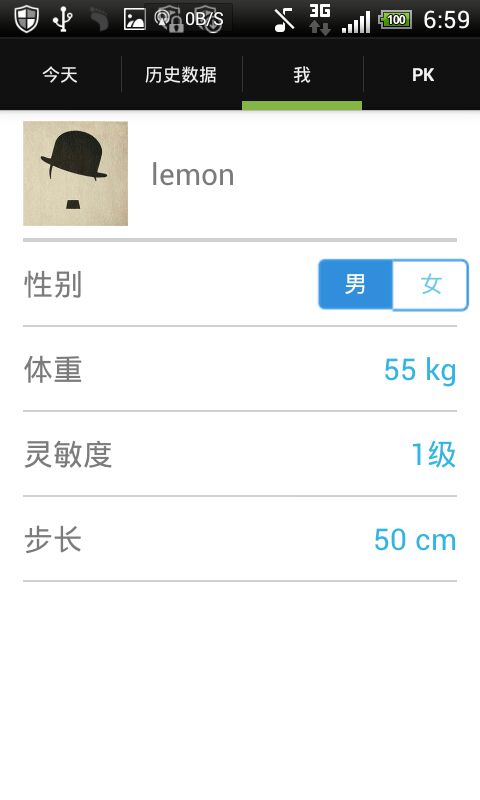 0B/S 3G 100 6:59
今天 历史数据 我 PK
lemon
性别 男 女
体重 55 kg
灵敏度 1级
步长 50 cm